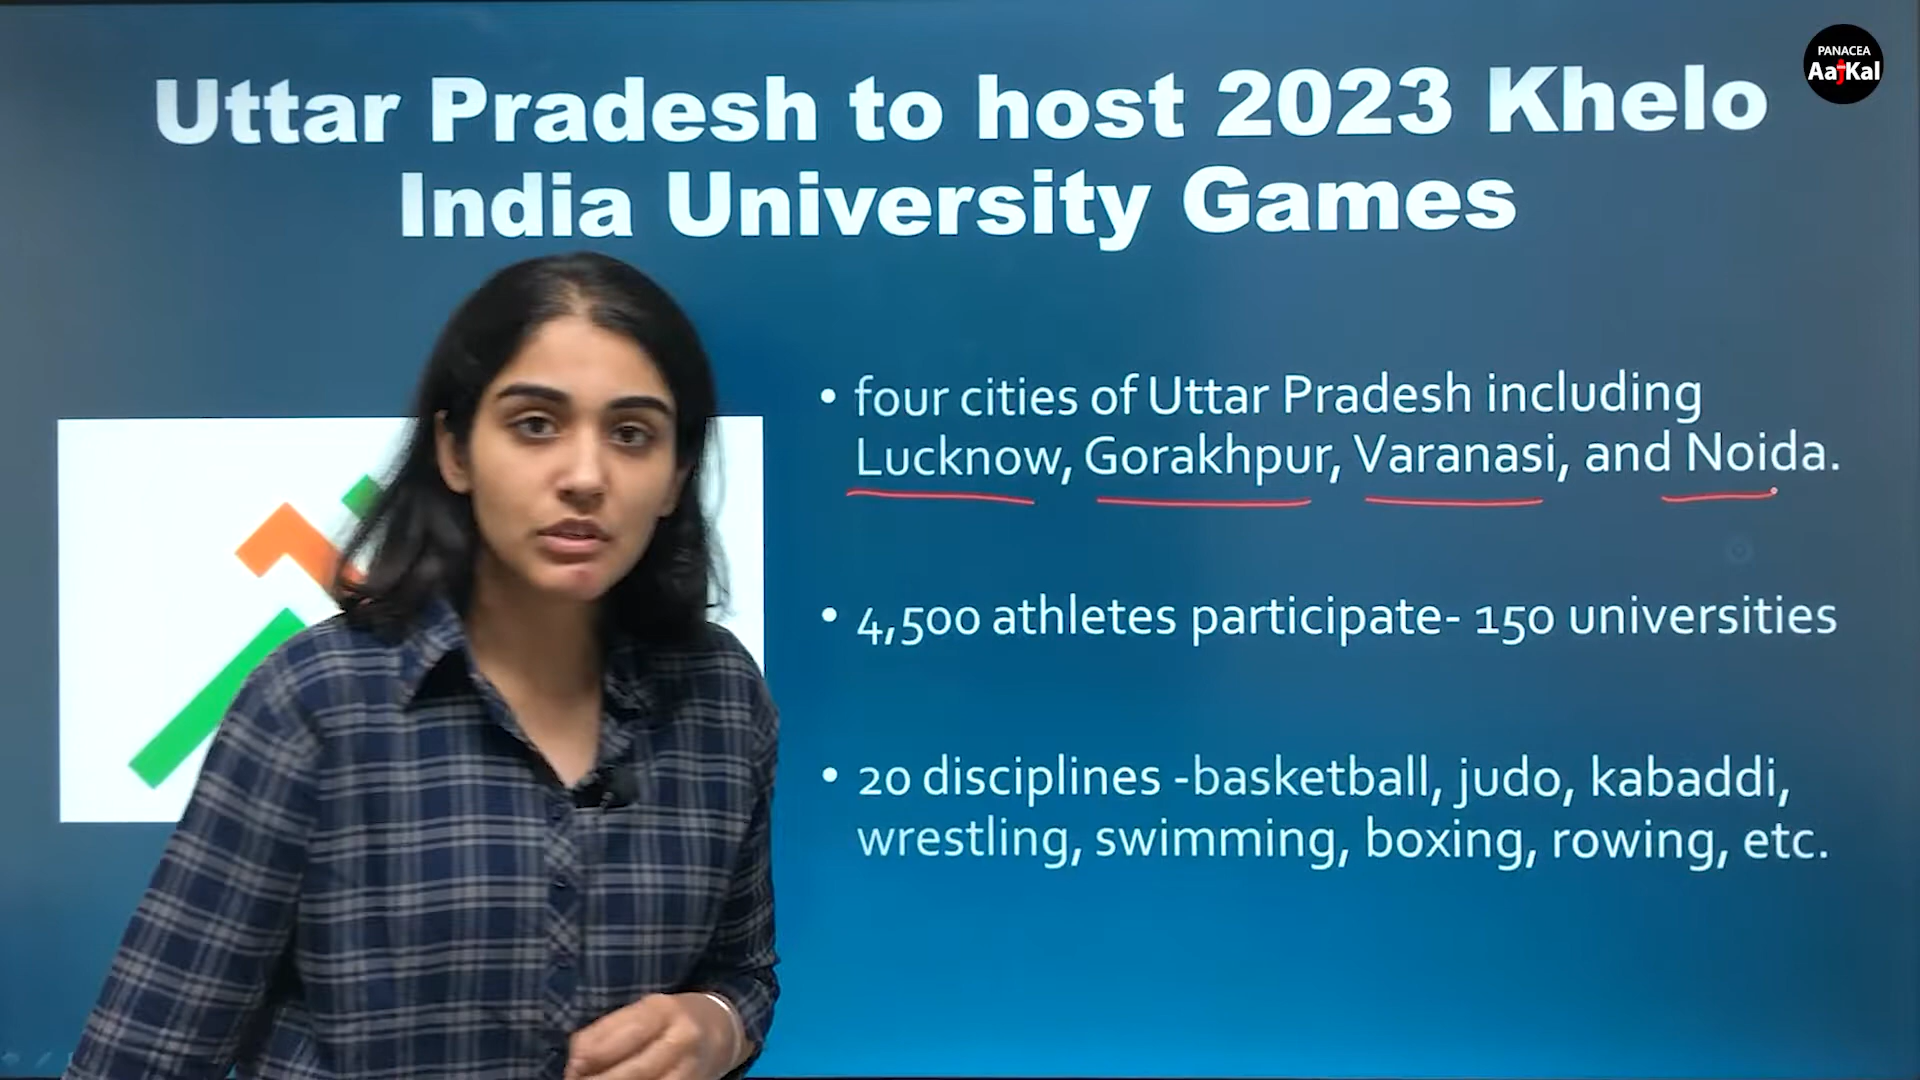 PANACEA
AajKal
Uttar Pradesh to host 2023 Khelo
India University Games
• four cities of Uttar Pradesh including
Lucknow, Gorakhpur, Varanasi, and Noida.
• 4,500 athletes participate- 150 universities
• 20 disciplines -basketball, judo, kabaddi,
wrestling, swimming, boxing, rowing, etc.